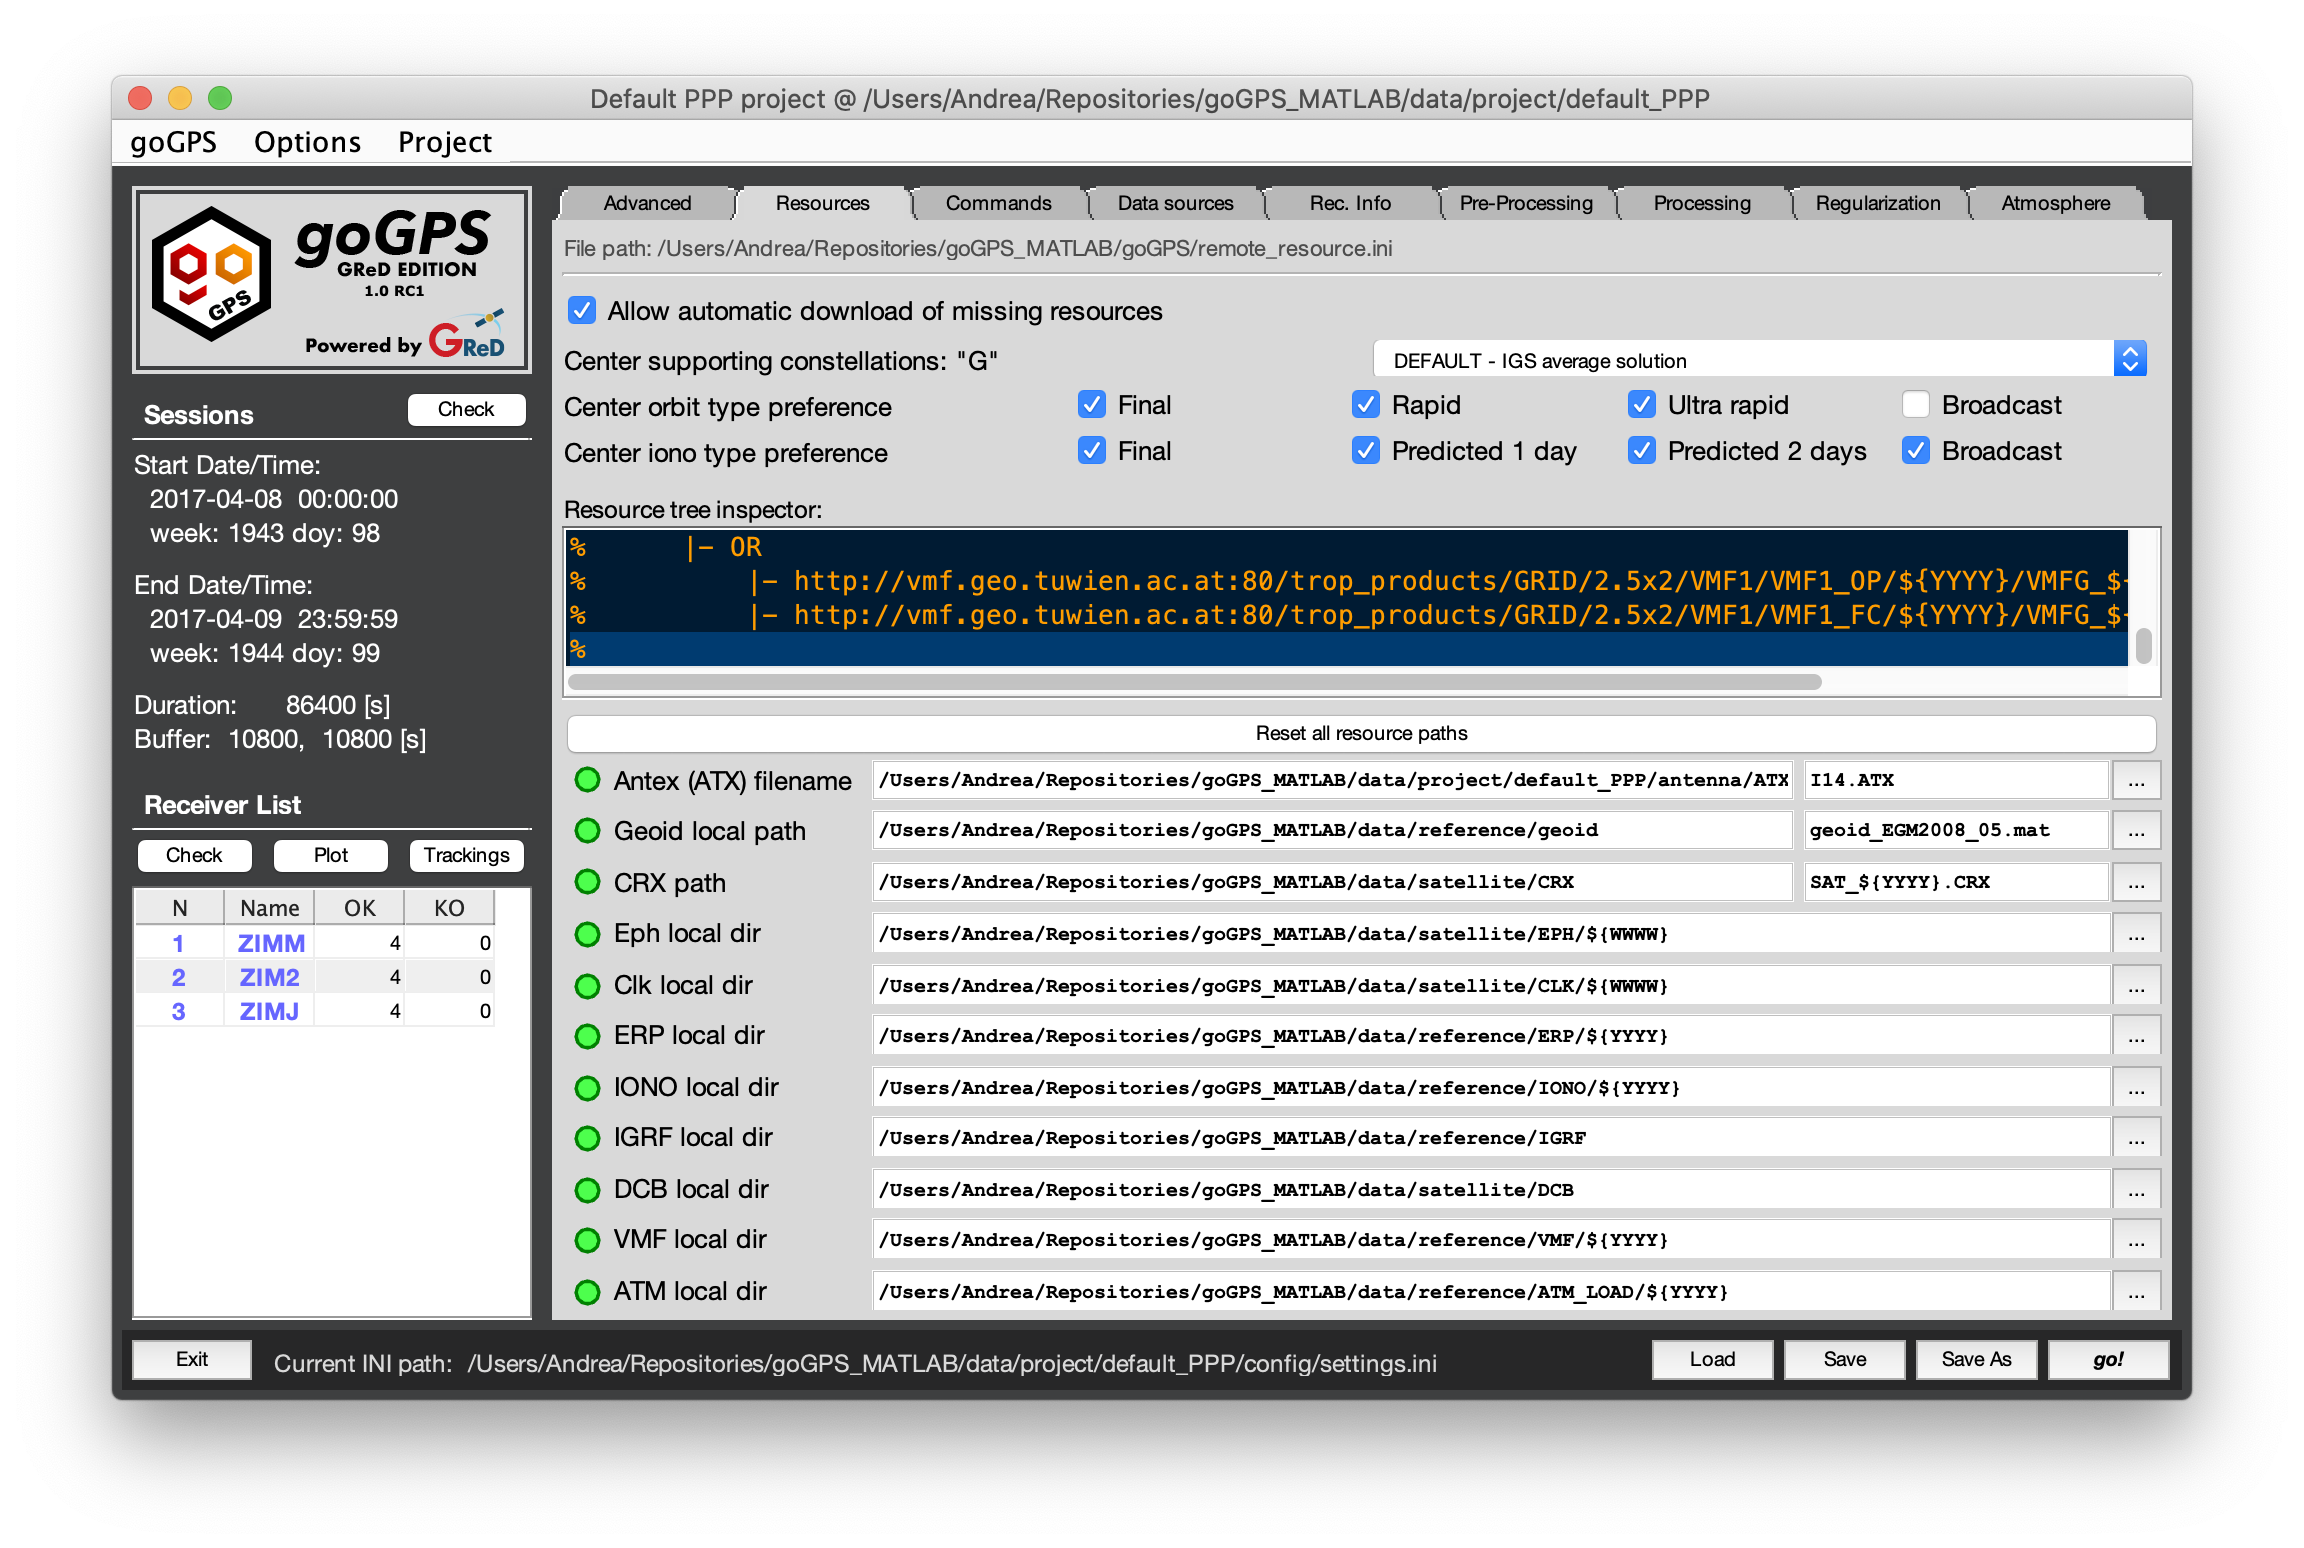 Default PPP project @ /Users/Andrea/Repositories/goGPS_MATLAB/data/project/default_PPP
goGPS Options Project
go
GPS
goGPS
GReD EDITION
1.0 RC1
Powered by GReD
Sessions
Check
Start Date/Time:
2017-04-08 00:00:00
week: 1943 doy: 98
End Date/Time:
2017-04-09 23:59:59
week: 1944 doy: 99
Duration: 86400 [s]
Buffer: 10800, 10800 [s]
Receiver List
Check Plot Trackings
N Name OK KO
1 ZIMM 4 0
2 ZIM2 4 0
3 ZIMJ 4 0
Advanced Resources Commands Data sources Rec. Info Pre-Processing Processing Regularization Atmosphere
File path: /Users/Andrea/Repositories/goGPS_MATLAB/goGPS/remote_resource.ini
Allow automatic download of missing resources
Center supporting constellations: "G" DEFAULT - IGS average solution
Center orbit type preference Final Rapid Ultra rapid Broadcast
Center iono type preference Final Predicted 1 day Predicted 2 days Broadcast
Resource tree inspector:
% |- OR
% |- http://vmf.geo.tuwien.ac.at:80/trop_products/GRID/2.5x2/VMF1/VMF1_OP/${YYYY}/VMFG_${
% |- http://vmf.geo.tuwien.ac.at:80/trop_products/GRID/2.5x2/VMF1/VMF1_FC/${YYYY}/VMFG_${
%
Reset all resource paths
Antex (ATX) filename /Users/Andrea/Repositories/goGPS_MATLAB/data/project/default_PPP/antenna/ATX I14.ATX ...
Geoid local path /Users/Andrea/Repositories/goGPS_MATLAB/data/reference/geoid geoid_EGM2008_05.mat ...
CRX path /Users/Andrea/Repositories/goGPS_MATLAB/data/satellite/CRX SAT_${YYYY}.CRX ...
Eph local dir /Users/Andrea/Repositories/goGPS_MATLAB/data/satellite/EPH/${WWWW} ...
Clk local dir /Users/Andrea/Repositories/goGPS_MATLAB/data/satellite/CLK/${WWWW} ...
ERP local dir /Users/Andrea/Repositories/goGPS_MATLAB/data/reference/ERP/${YYYY} ...
IONO local dir /Users/Andrea/Repositories/goGPS_MATLAB/data/reference/IONO/${YYYY} ...
IGRF local dir /Users/Andrea/Repositories/goGPS_MATLAB/data/reference/IGRF ...
DCB local dir /Users/Andrea/Repositories/goGPS_MATLAB/data/satellite/DCB ...
VMF local dir /Users/Andrea/Repositories/goGPS_MATLAB/data/reference/VMF/${YYYY} ...
ATM local dir /Users/Andrea/Repositories/goGPS_MATLAB/data/reference/ATM_LOAD/${YYYY} ...
Exit Current INI path: /Users/Andrea/Repositories/goGPS_MATLAB/data/project/default_PPP/config/settings.ini Load Save Save As go!